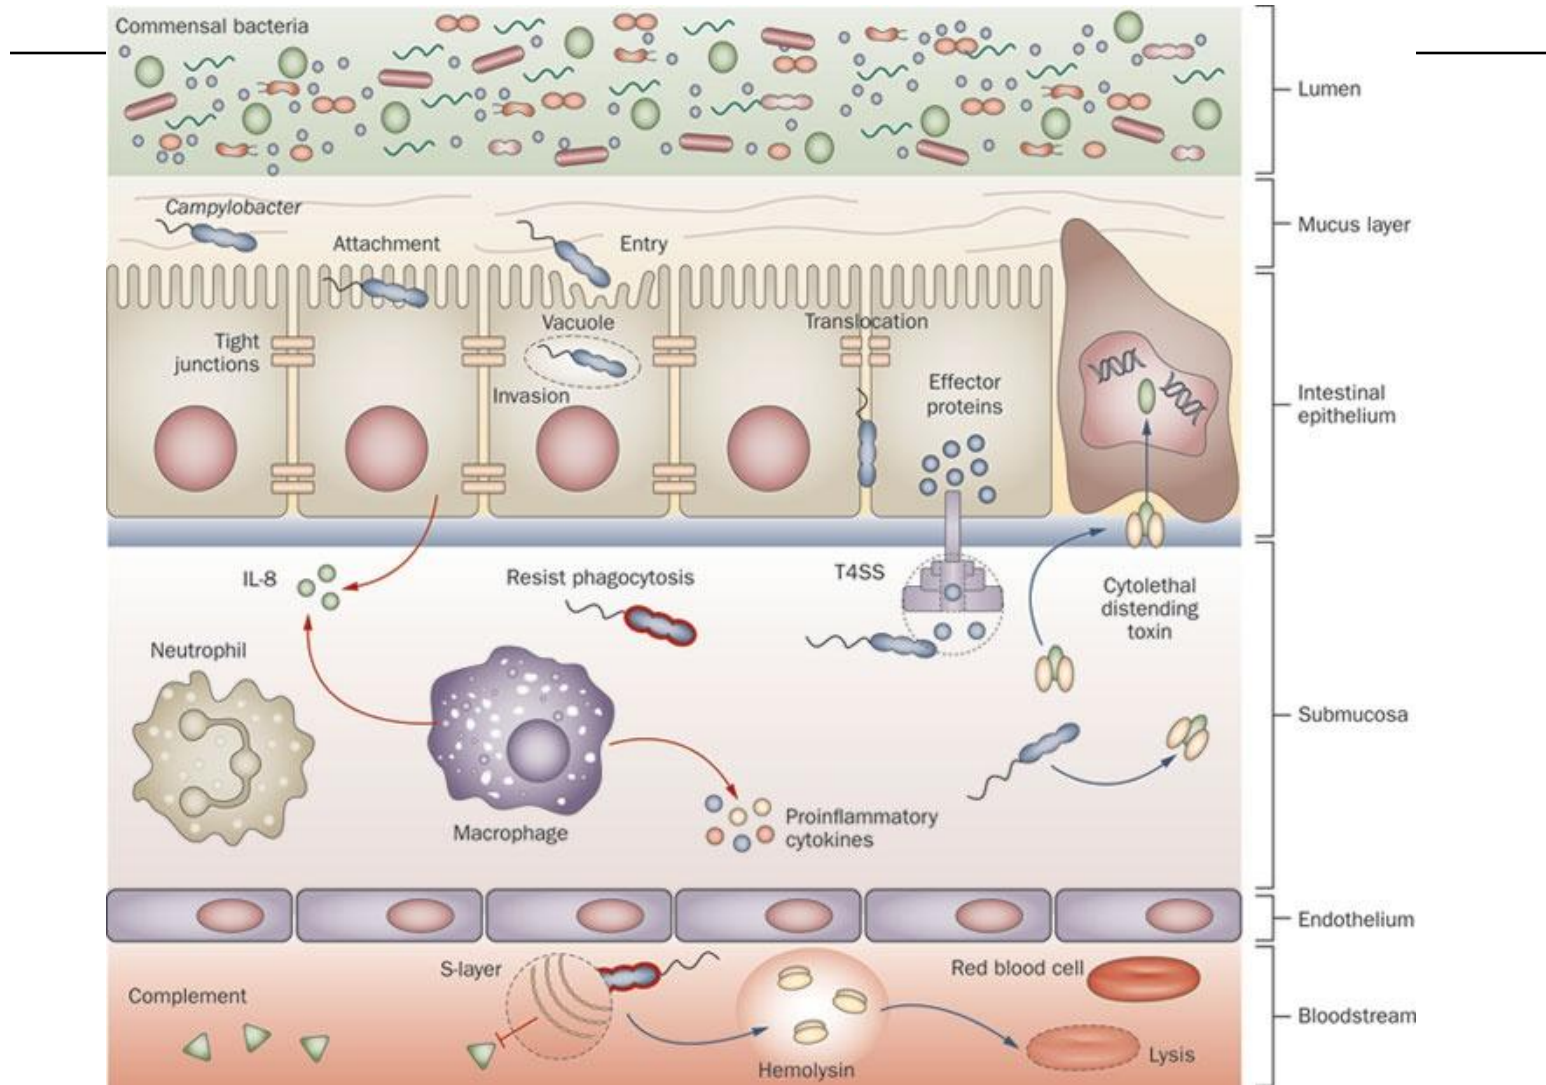 Commensal bacteria
Lumen
Campylobacter
Attachment
Entry
Mucus layer
Vacuole
Translocation
Tight
junctions
Invasion
Effector
proteins
Intestinal
epithelium
IL-8
Resist phagocytosis
T4SS
Cytolethal
distending
toxin
Neutrophil
Submucosa
Macrophage
Proinflammatory
cytokines
Endothelium
S-layer
Red blood cell
Complement
Bloodstream
Lysis
Hemolysin